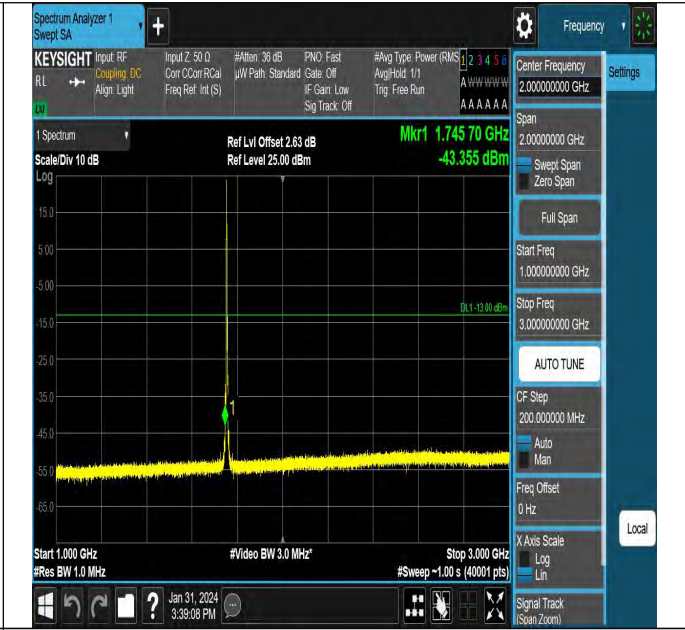 Spectrum Analyzer 1
Swept SA
+
Frequency
KEYSIGHT
RL
Input: RF
Coupling: DC
Align: Light
Input Z: 50 Ω
Corr CCorr RCal
Freq Ref: Int (S)
#Atten: 36 dB
µW Path: Standard
PNO: Fast
Gate: Off
IF Gain: Low
Sig Track: Off
#Avg Type: Power (RMS
Avg|Hold: 1/1
Trig: Free Run
1 2 3 4 5 6
A W W W W W
A A A A A A
Center Frequency
2.000000000 GHz
Settings
1 Spectrum
Scale/Div 10 dB
Ref Lvl Offset 2.63 dB
Ref Level 25.00 dBm
Mkr1 1.745 70 GHz
-43.355 dBm
Span
2.00000000 GHz
Swept Span
Zero Span
Full Span
Start Freq
1.000000000 GHz
Stop Freq
3.000000000 GHz
AUTO TUNE
CF Step
200.000000 MHz
Auto
Man
Freq Offset
0 Hz
X Axis Scale
Log
Lin
Signal Track
(Span Zoom)
Local
Log
15.0
5.00
-5.00
-15.0
-25.0
-35.0
-45.0
-55.0
-65.0
DL1 -13.00 dBm
1
Start 1.000 GHz
#Res BW 1.0 MHz
#Video BW 3.0 MHz*
Stop 3.000 GHz
#Sweep ~1.00 s (40001 pts)
?
Jan 31, 2024
3:39:08 PM